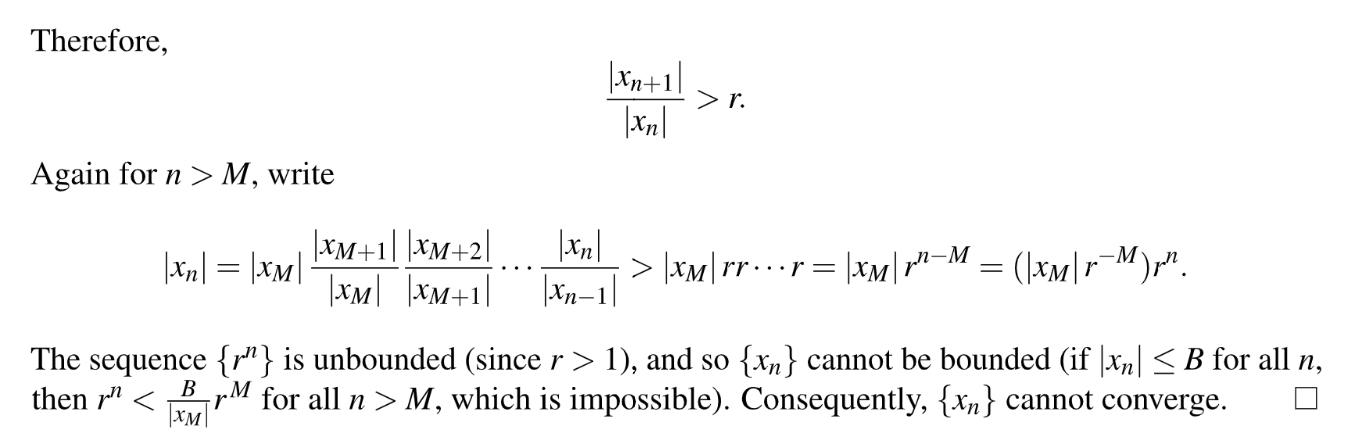 Therefore,
$$\frac{|x_{n+1}|}{|x_n|} > r.$$
Again for $n > M$, write
$$|x_n| = |x_M| \frac{|x_{M+1}|}{|x_M|} \frac{|x_{M+2}|}{|x_{M+1}|} \cdots \frac{|x_n|}{|x_{n-1}|} > |x_M| \, rr \cdots r = |x_M| \, r^{n-M} = (|x_M| \, r^{-M}) r^n.$$
The sequence $\{r^n\}$ is unbounded (since $r > 1$), and so $\{x_n\}$ cannot be bounded (if $|x_n| \leq B$ for all $n$,
then $r^n < \frac{B}{|x_M|} r^M$ for all $n > M$, which is impossible). Consequently, $\{x_n\}$ cannot converge. □